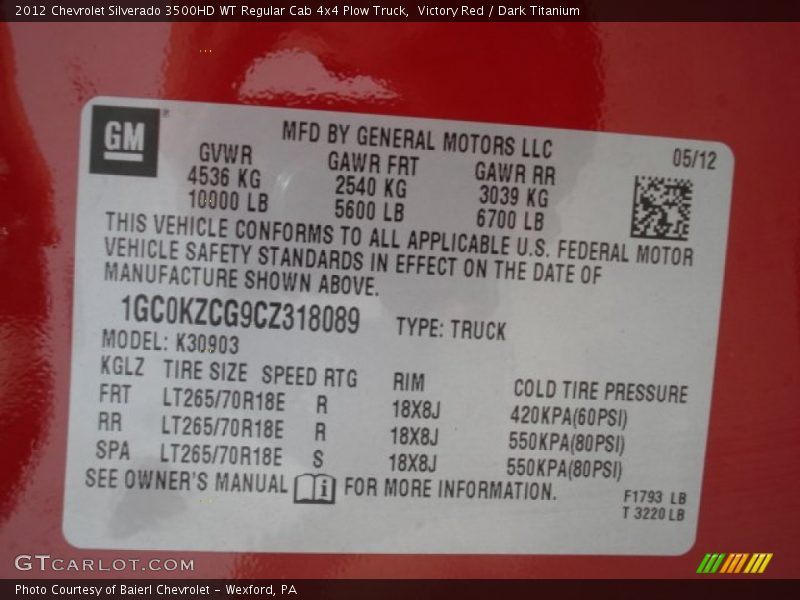 2012 Chevrolet Silverado 3500HD WT Regular Cab 4x4 Plow Truck,  Victory Red / Dark Titanium
GM
MFD BY GENERAL MOTORS LLC
05/12
GVWR GAWR FRT GAWR RR
4536 KG 2540 KG 3039 KG
10000 LB 5600 LB 6700 LB
THIS VEHICLE CONFORMS TO ALL APPLICABLE U.S. FEDERAL MOTOR
VEHICLE SAFETY STANDARDS IN EFFECT ON THE DATE OF
MANUFACTURE SHOWN ABOVE.
1GC0KZCG9CZ318089 TYPE: TRUCK
MODEL: K30903
KGLZ TIRE SIZE SPEED RTG RIM COLD TIRE PRESSURE
FRT LT265/70R18E R 18X8J 420KPA(60PSI)
RR LT265/70R18E R 18X8J 550KPA(80PSI)
SPA LT265/70R18E S 18X8J 550KPA(80PSI)
SEE OWNER'S MANUAL i FOR MORE INFORMATION.
F1793 LB
T 3220 LB
GTCARLOT.COM
Photo Courtesy of Baierl Chevrolet - Wexford, PA